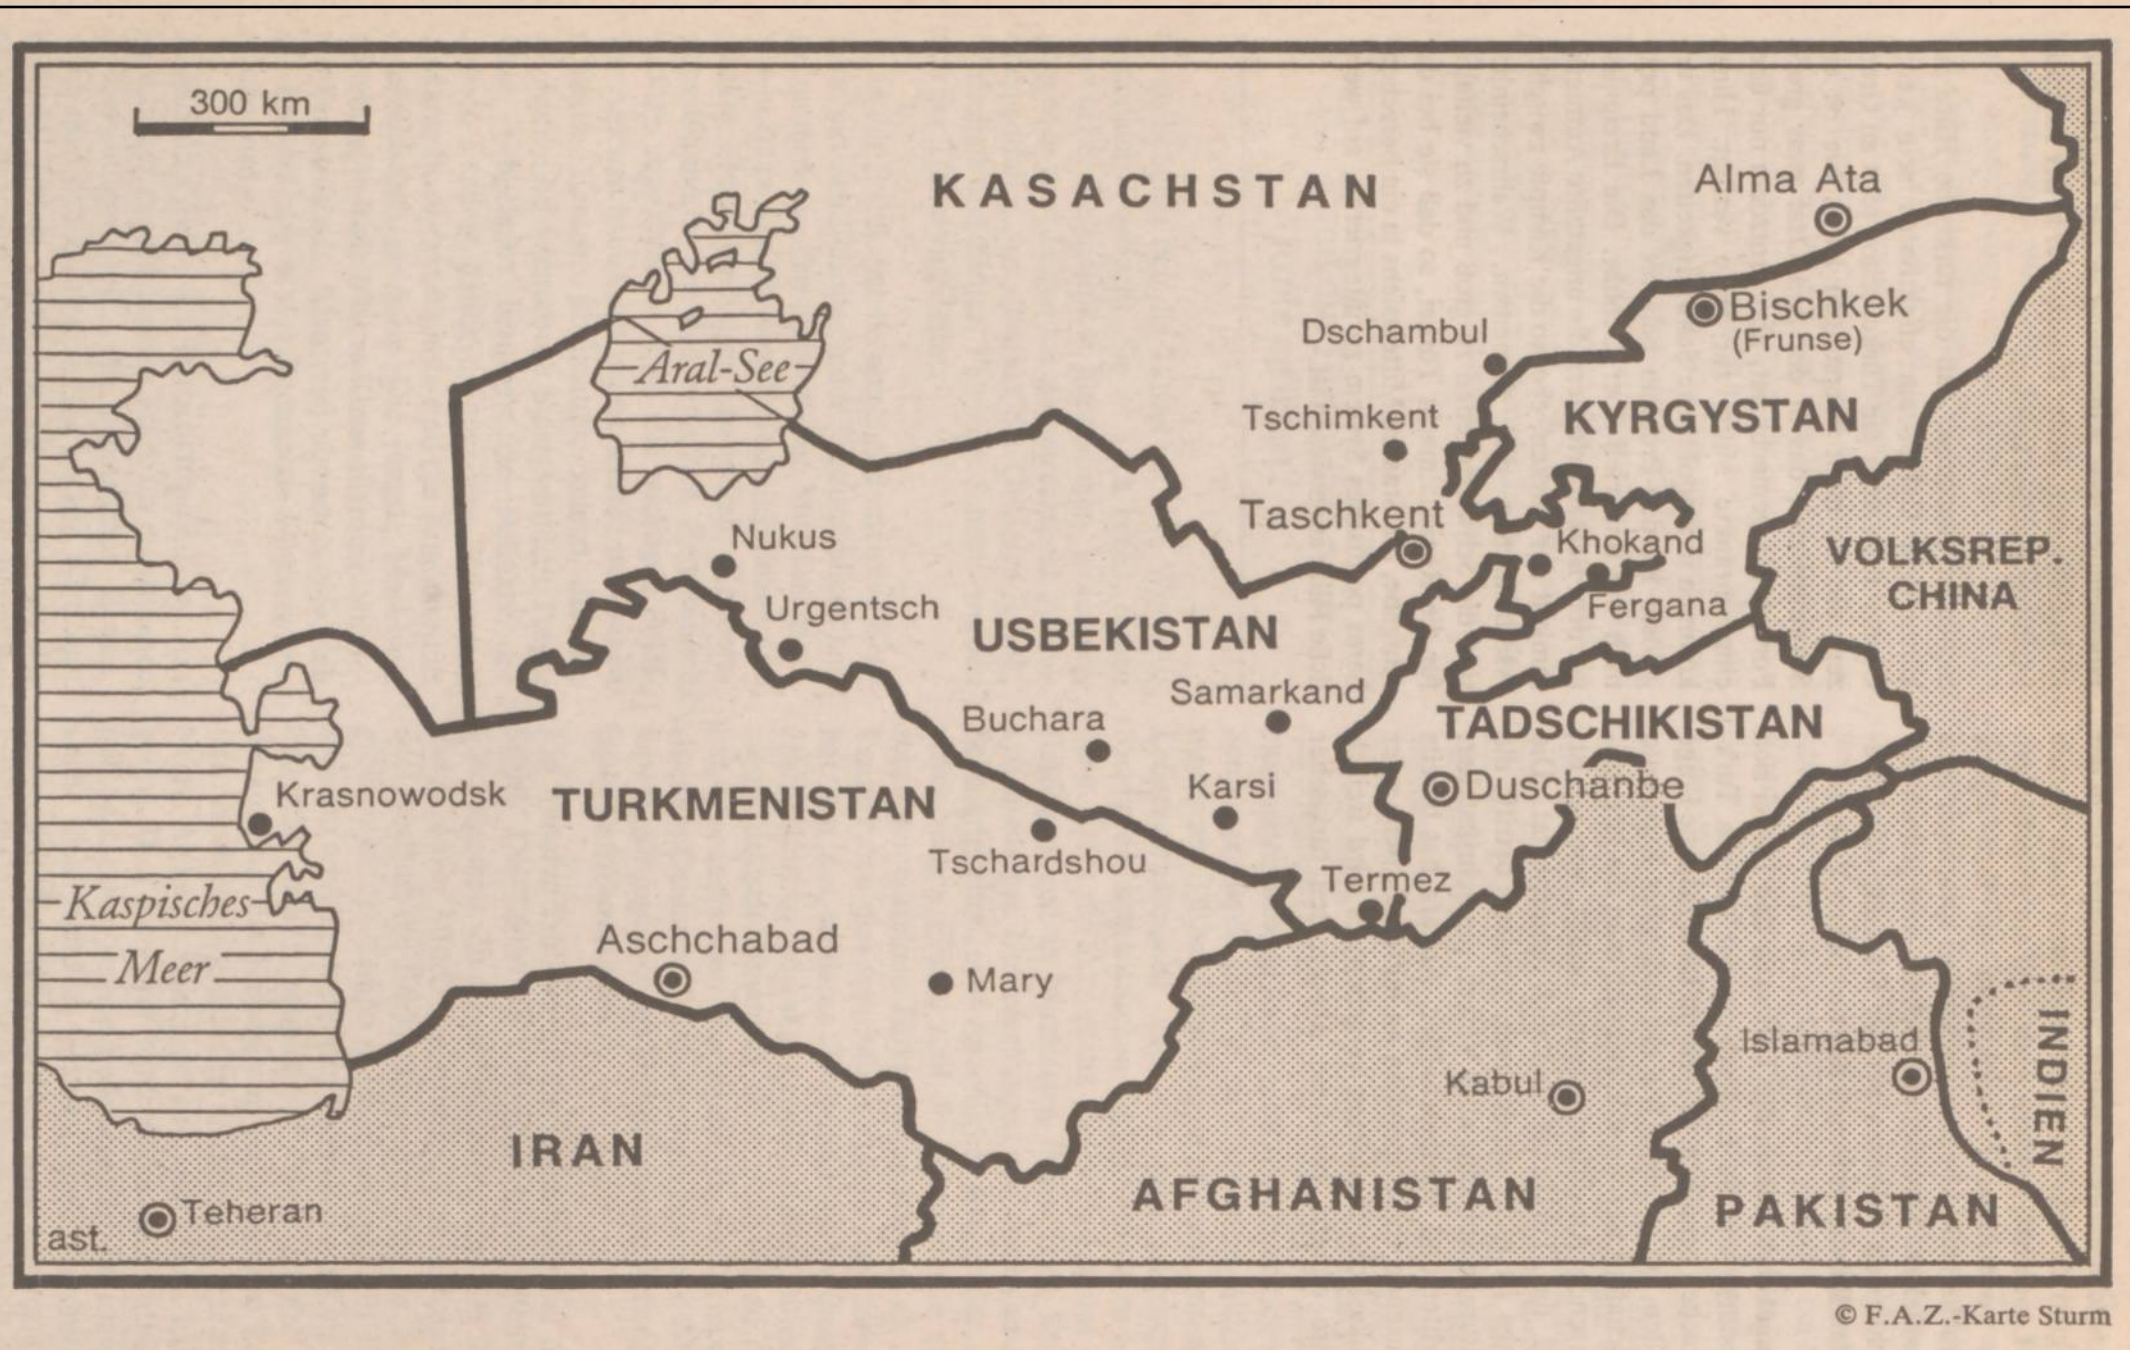 300 km
KASACHSTAN
Alma Ata
Bischkek
(Frunse)
Dschambul
Aral-See
KYRGYSTAN
Tschimkent
Taschkent
Nukus
Khokand
VOLKSREP.
CHINA
Urgentsch
Fergana
USBEKISTAN
Samarkand
Buchara
TADSCHIKISTAN
Krasnowodsk
TURKMENISTAN
Karsi
Duschanbe
Tschardshou
Termez
Kaspisches
Meer
Aschchabad
Mary
Islamabad
INDIEN
Kabul
IRAN
AFGHANISTAN
PAKISTAN
Teheran
ast.
© F.A.Z.-Karte Sturm